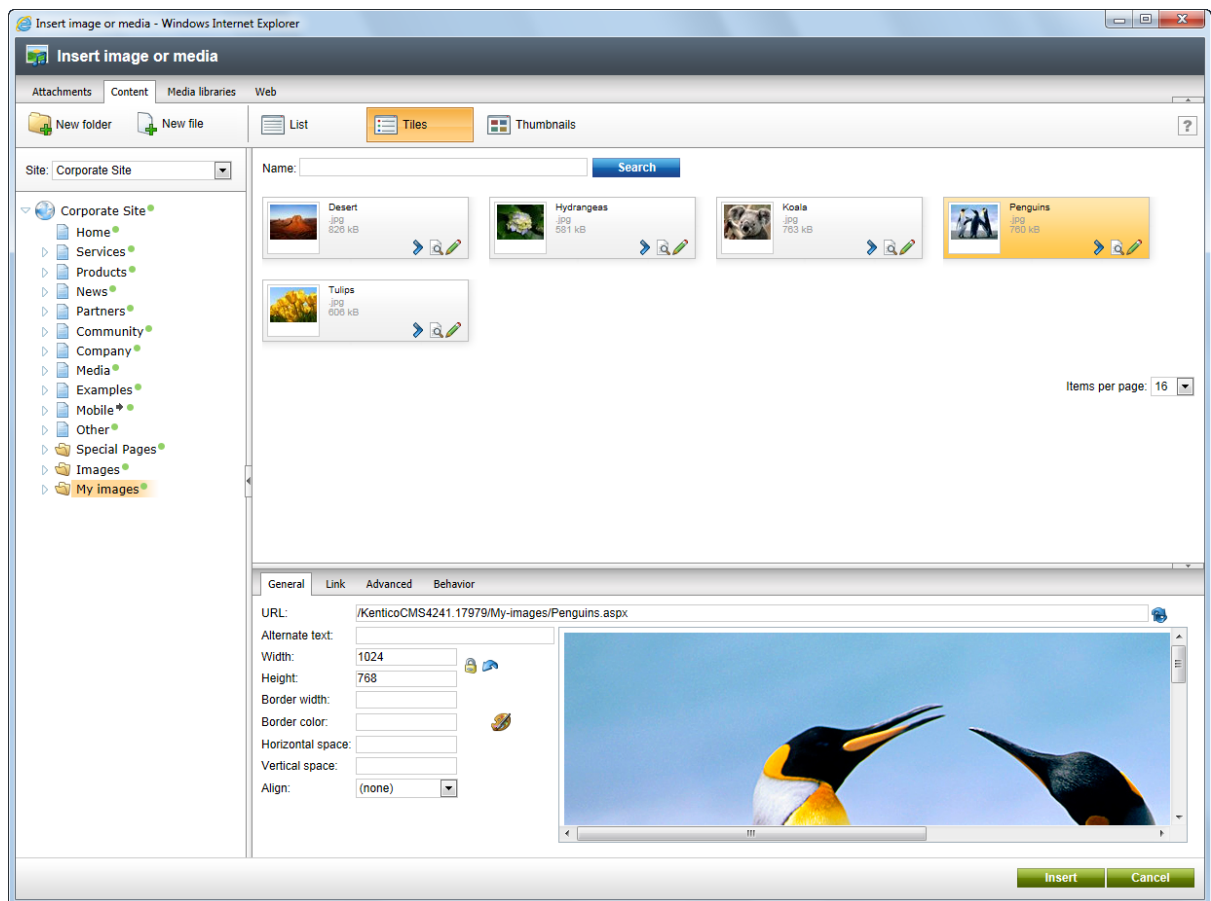 Insert image or media - Windows Internet Explorer
Insert image or media
Attachments Content Media libraries Web
New folder New file List Tiles Thumbnails ?
Site: Corporate Site
Name: Search
Corporate Site
Home
Services
Products
News
Partners
Community
Company
Media
Examples
Mobile
Other
Special Pages
Images
My images
Desert
.jpg
826 kB
Hydrangeas
.jpg
581 kB
Koala
.jpg
763 kB
Penguins
.jpg
760 kB
Tulips
.jpg
606 kB
Items per page: 16
General Link Advanced Behavior
URL: /KenticoCMS4241.17979/My-images/Penguins.aspx
Alternate text:
Width: 1024
Height: 768
Border width:
Border color:
Horizontal space:
Vertical space:
Align: (none)
Insert Cancel